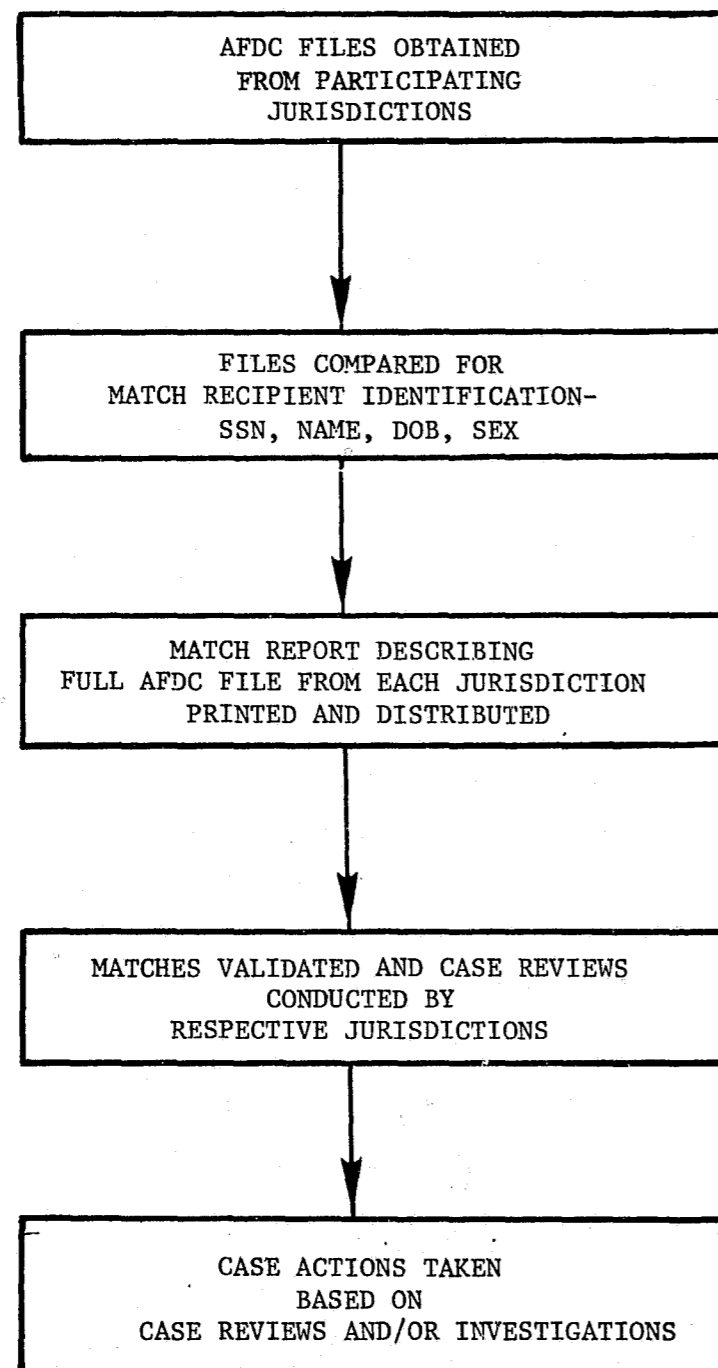 AFDC FILES OBTAINED
FROM PARTICIPATING
JURISDICTIONS
FILES COMPARED FOR
MATCH RECIPIENT IDENTIFICATION-
SSN, NAME, DOB, SEX
MATCH REPORT DESCRIBING
FULL AFDC FILE FROM EACH JURISDICTION
PRINTED AND DISTRIBUTED
MATCHES VALIDATED AND CASE REVIEWS
CONDUCTED BY
RESPECTIVE JURISDICTIONS
CASE ACTIONS TAKEN
BASED ON
CASE REVIEWS AND/OR INVESTIGATIONS